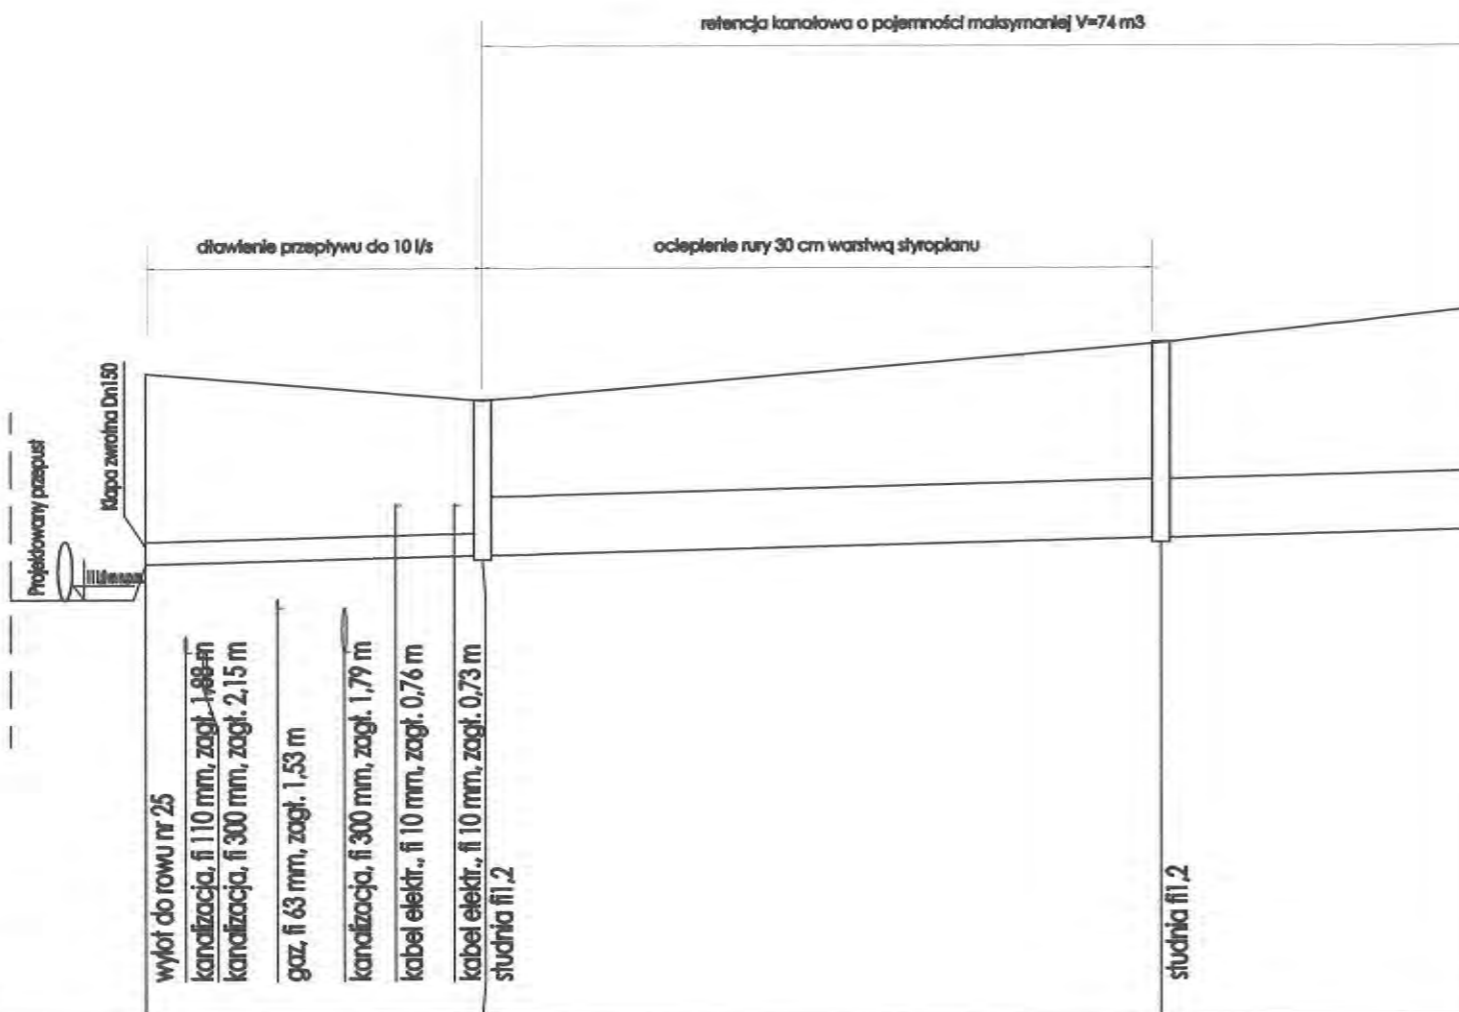 retencja kanałowa o pojemności maksymalnej V=74 m3
dławienie przepływu do 10 l/s
ocieplenie rury 30 cm warstwą styropianu
Klapa zwrotna Dn150
Projektowany przepust
wylot do rowu nr 25
kanalizacja, fi 110 mm, zagł. 1,88 m
kanalizacja, fi 300 mm, zagł. 2,15 m
gaz, fi 63 mm, zagł. 1,53 m
kanalizacja, fi 300 mm, zagł. 1,79 m
kabel elektr., fi 10 mm, zagł. 0,76 m
kabel elektr., fi 10 mm, zagł. 0,73 m
studnia fi1,2
studnia fi1,2